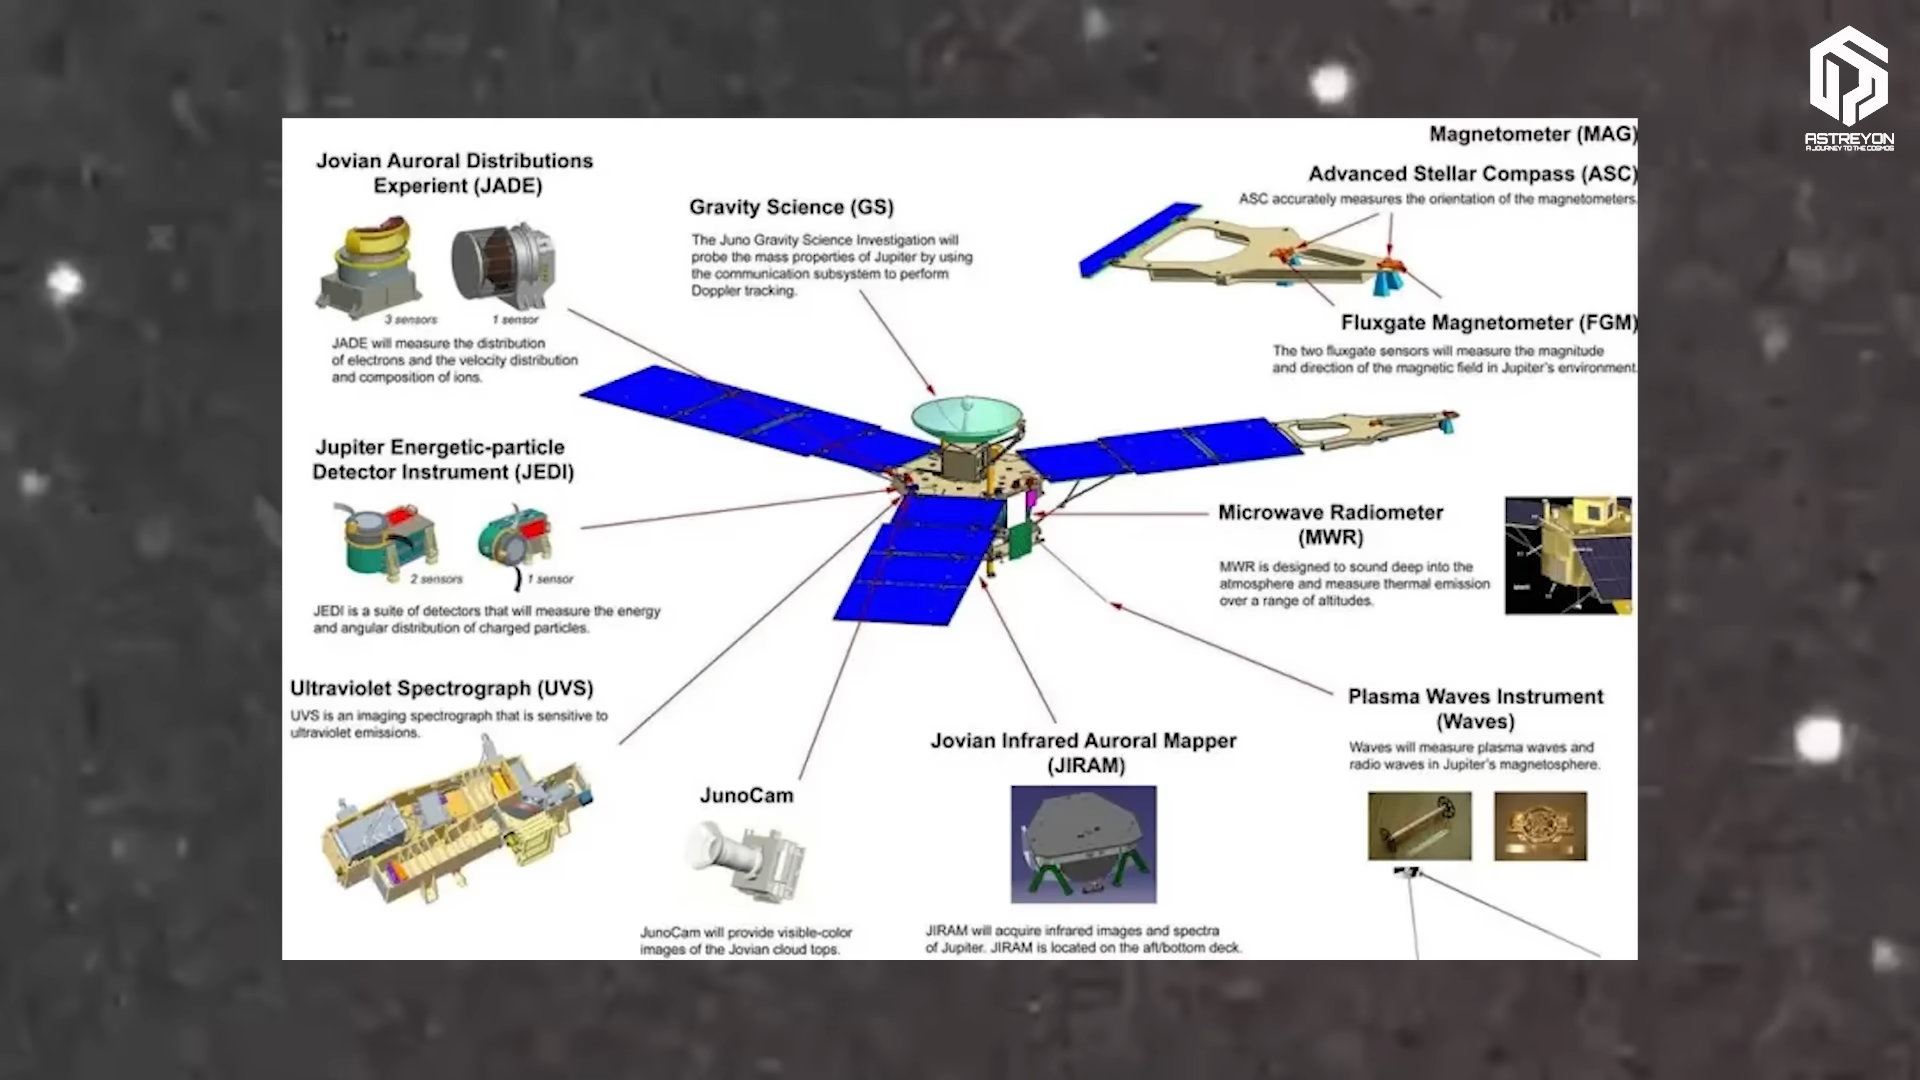 ASTREYON
A JOURNEY TO THE COSMOS
Jovian Auroral Distributions
Experient (JADE)
3 sensors
1 sensor
JADE will measure the distribution
of electrons and the velocity distribution
and composition of ions.
Gravity Science (GS)
The Juno Gravity Science Investigation will
probe the mass properties of Jupiter by using
the communication subsystem to perform
Doppler tracking.
Magnetometer (MAG)
Advanced Stellar Compass (ASC)
ASC accurately measures the orientation of the magnetometers.
Fluxgate Magnetometer (FGM)
The two fluxgate sensors will measure the magnitude
and direction of the magnetic field in Jupiter's environment.
Jupiter Energetic-particle
Detector Instrument (JEDI)
2 sensors
1 sensor
JEDI is a suite of detectors that will measure the energy
and angular distribution of charged particles.
Microwave Radiometer
(MWR)
MWR is designed to sound deep into the
atmosphere and measure thermal emission
over a range of altitudes.
Ultraviolet Spectrograph (UVS)
UVS is an imaging spectrograph that is sensitive to
ultraviolet emissions.
JunoCam
JunoCam will provide visible-color
images of the Jovian cloud tops.
Jovian Infrared Auroral Mapper
(JIRAM)
JIRAM will acquire infrared images and spectra
of Jupiter. JIRAM is located on the aft/bottom deck.
Plasma Waves Instrument
(Waves)
Waves will measure plasma waves and
radio waves in Jupiter's magnetosphere.